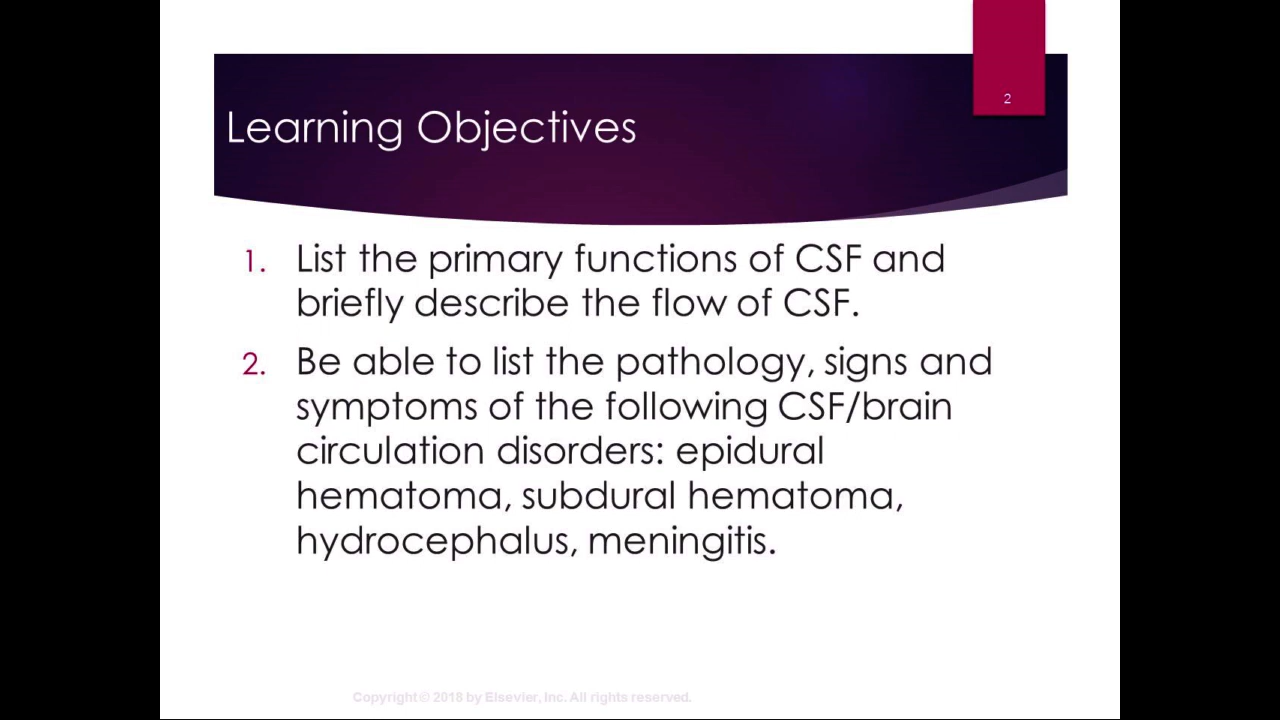 2
Learning Objectives
1. List the primary functions of CSF and
briefly describe the flow of CSF.
2. Be able to list the pathology, signs and
symptoms of the following CSF/brain
circulation disorders: epidural
hematoma, subdural hematoma,
hydrocephalus, meningitis.
Copyright © 2018 by Elsevier, Inc. All rights reserved.